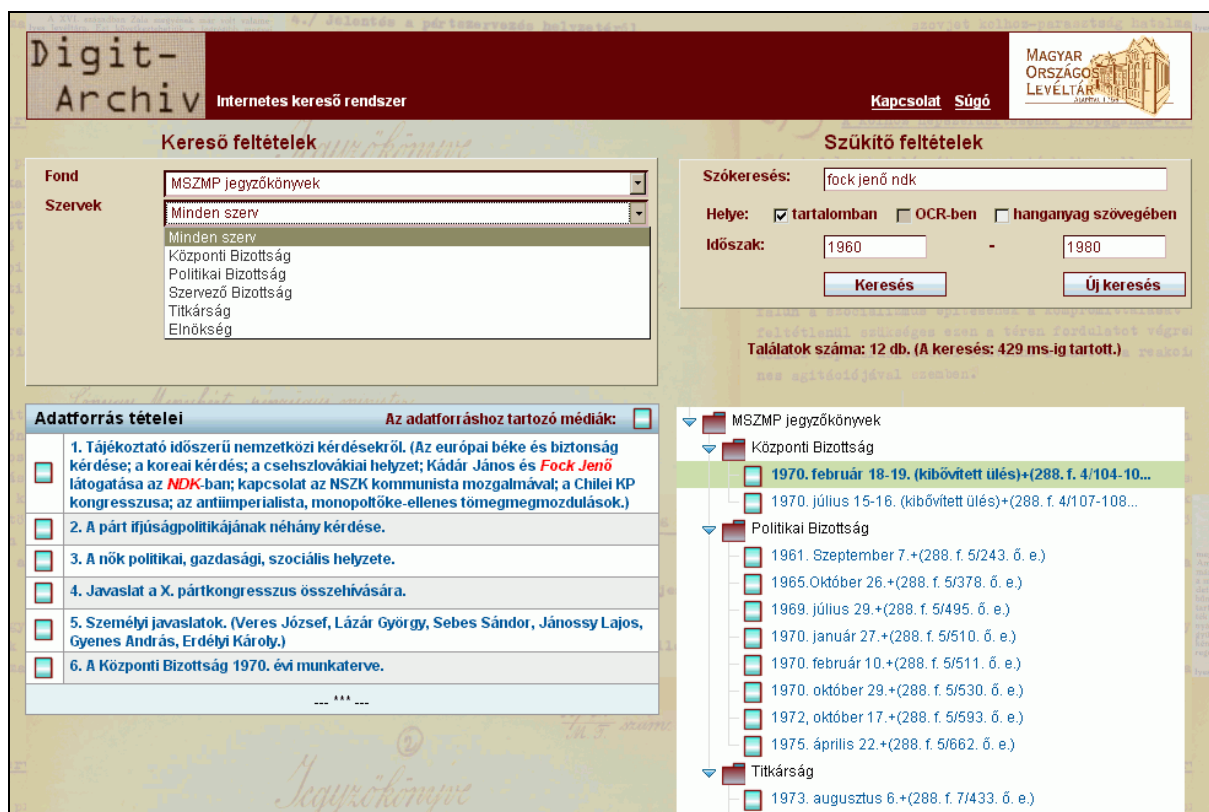 Digit-
Archiv
Internetes kereső rendszer
Kapcsolat Súgó
MAGYAR
ORSZÁGOS
LEVÉLTÁR
Kereső feltételek
Fond
MSZMP jegyzőkönyvek
Szervek
Minden szerv
Minden szerv
Központi Bizottság
Politikai Bizottság
Szervező Bizottság
Titkárság
Elnökség
Szűkítő feltételek
Szókeresés:
fock jenő ndk
Helye: tartalomban OCR-ben hanganyag szövegében
Időszak:
1960 - 1980
Keresés
Új keresés
Találatok száma: 12 db. (A keresés: 429 ms-ig tartott.)
Adatforrás tételei
Az adatforráshoz tartozó médiák:
1. Tájékoztató időszerű nemzetközi kérdésekről. (Az európai béke és biztonság
kérdése; a koreai kérdés; a csehszlovákiai helyzet; Kádár János és Fock Jenő
látogatása az NDK-ban; kapcsolat az NSZK kommunista mozgalmával; a Chilei KP
kongresszusa; az antiimperialista, monopoltőke-ellenes tömegmegmozdulások.)
2. A párt ifjúságpolitikájának néhány kérdése.
3. A nők politikai, gazdasági, szociális helyzete.
4. Javaslat a X. pártkongresszus összehívására.
5. Személyi javaslatok. (Veres József, Lázár György, Sebes Sándor, Jánossy Lajos,
Gyenes András, Erdélyi Károly.)
6. A Központi Bizottság 1970. évi munkaterve.
--- *** ---
MSZMP jegyzőkönyvek
Központi Bizottság
1970. február 18-19. (kibővített ülés)+(288. f. 4/104-10...
1970. július 15-16. (kibővített ülés)+(288. f. 4/107-108...
Politikai Bizottság
1961. Szeptember 7.+(288. f. 5/243. ő. e.)
1965.Október 26.+(288. f. 5/378. ő. e.)
1969. július 29.+(288. f. 5/495. ő. e.)
1970. január 27.+(288. f. 5/510. ő. e.)
1970. február 10.+(288. f. 5/511. ő. e.)
1970. október 29.+(288. f. 5/530. ő. e.)
1972, október 17.+(288. f. 5/593. ő. e.)
1975. április 22.+(288. f. 5/662. ő. e.)
Titkárság
1973. augusztus 6.+(288. f. 7/433. ő. e.)